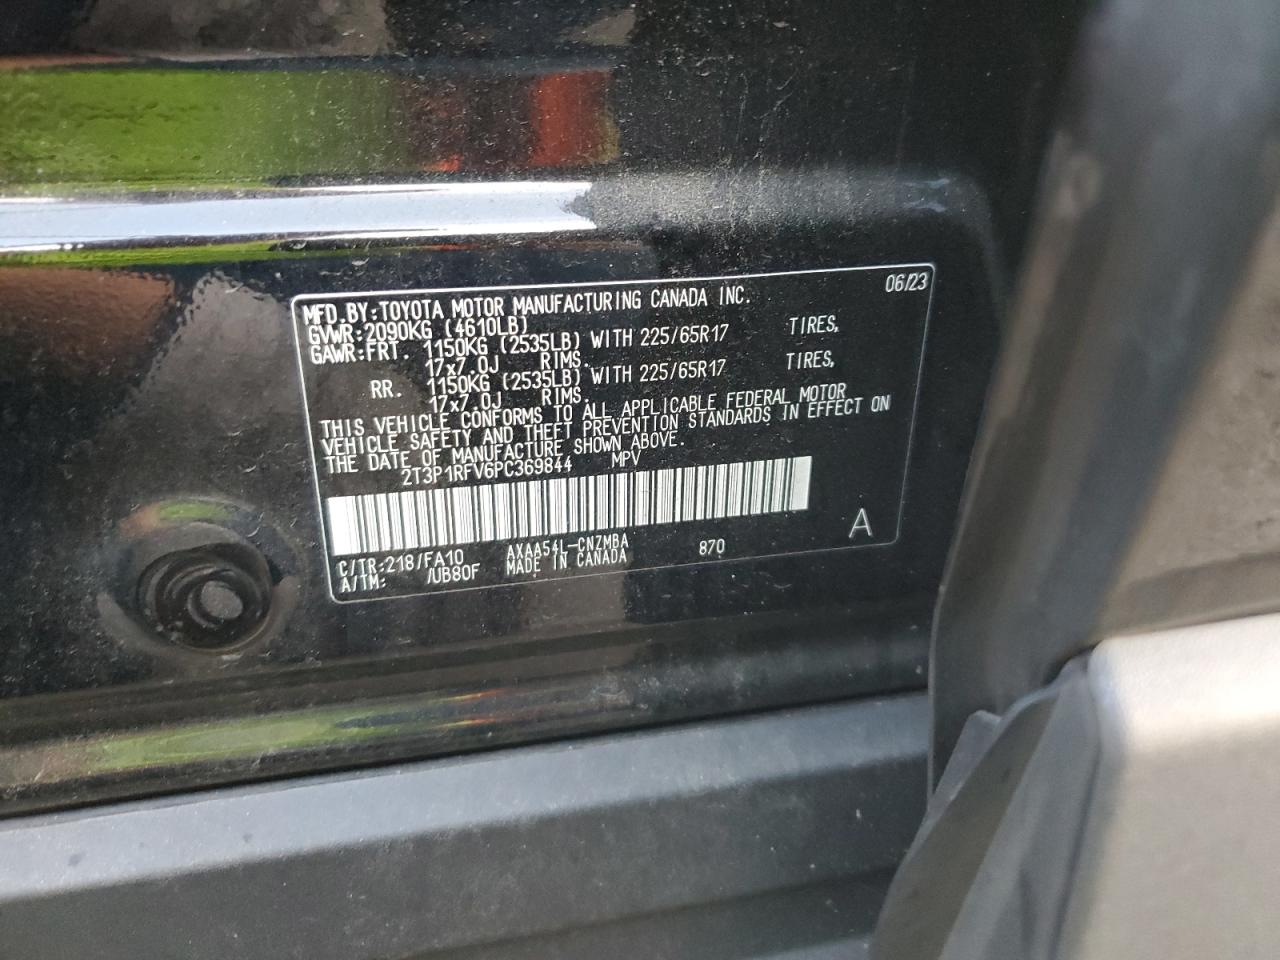 06/23
MFD.BY:TOYOTA MOTOR MANUFACTURING CANADA INC.
GVWR:2090KG (4610LB)
GAWR:FRT. 1150KG (2535LB) WITH 225/65R17 TIRES,
17x7.0J RIMS.
RR. 1150KG (2535LB) WITH 225/65R17 TIRES,
17x7.0J RIMS.
THIS VEHICLE CONFORMS TO ALL APPLICABLE FEDERAL MOTOR
VEHICLE SAFETY AND THEFT PREVENTION STANDARDS IN EFFECT ON
THE DATE OF MANUFACTURE SHOWN ABOVE.
2T3P1RFV6PC369844 MPV
C/TR:218/FA10 AXAA54L-CNZMBA 870 A
A/TM: /UB80F MADE IN CANADA